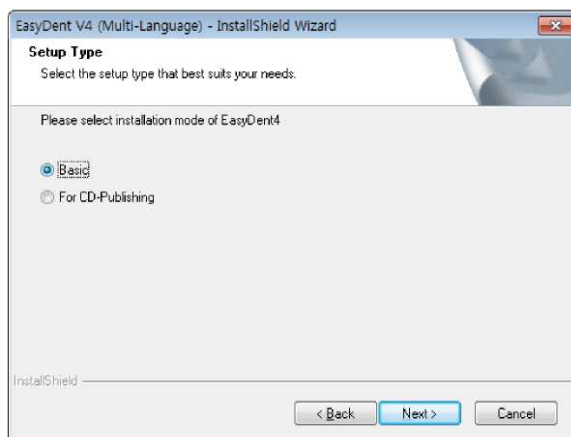 EasyDent V4 (Multi-Language) - InstallShield Wizard
Setup Type
Select the setup type that best suits your needs.
Please select installation mode of EasyDent4
Basic
For CD-Publishing
InstallShield
< Back
Next >
Cancel